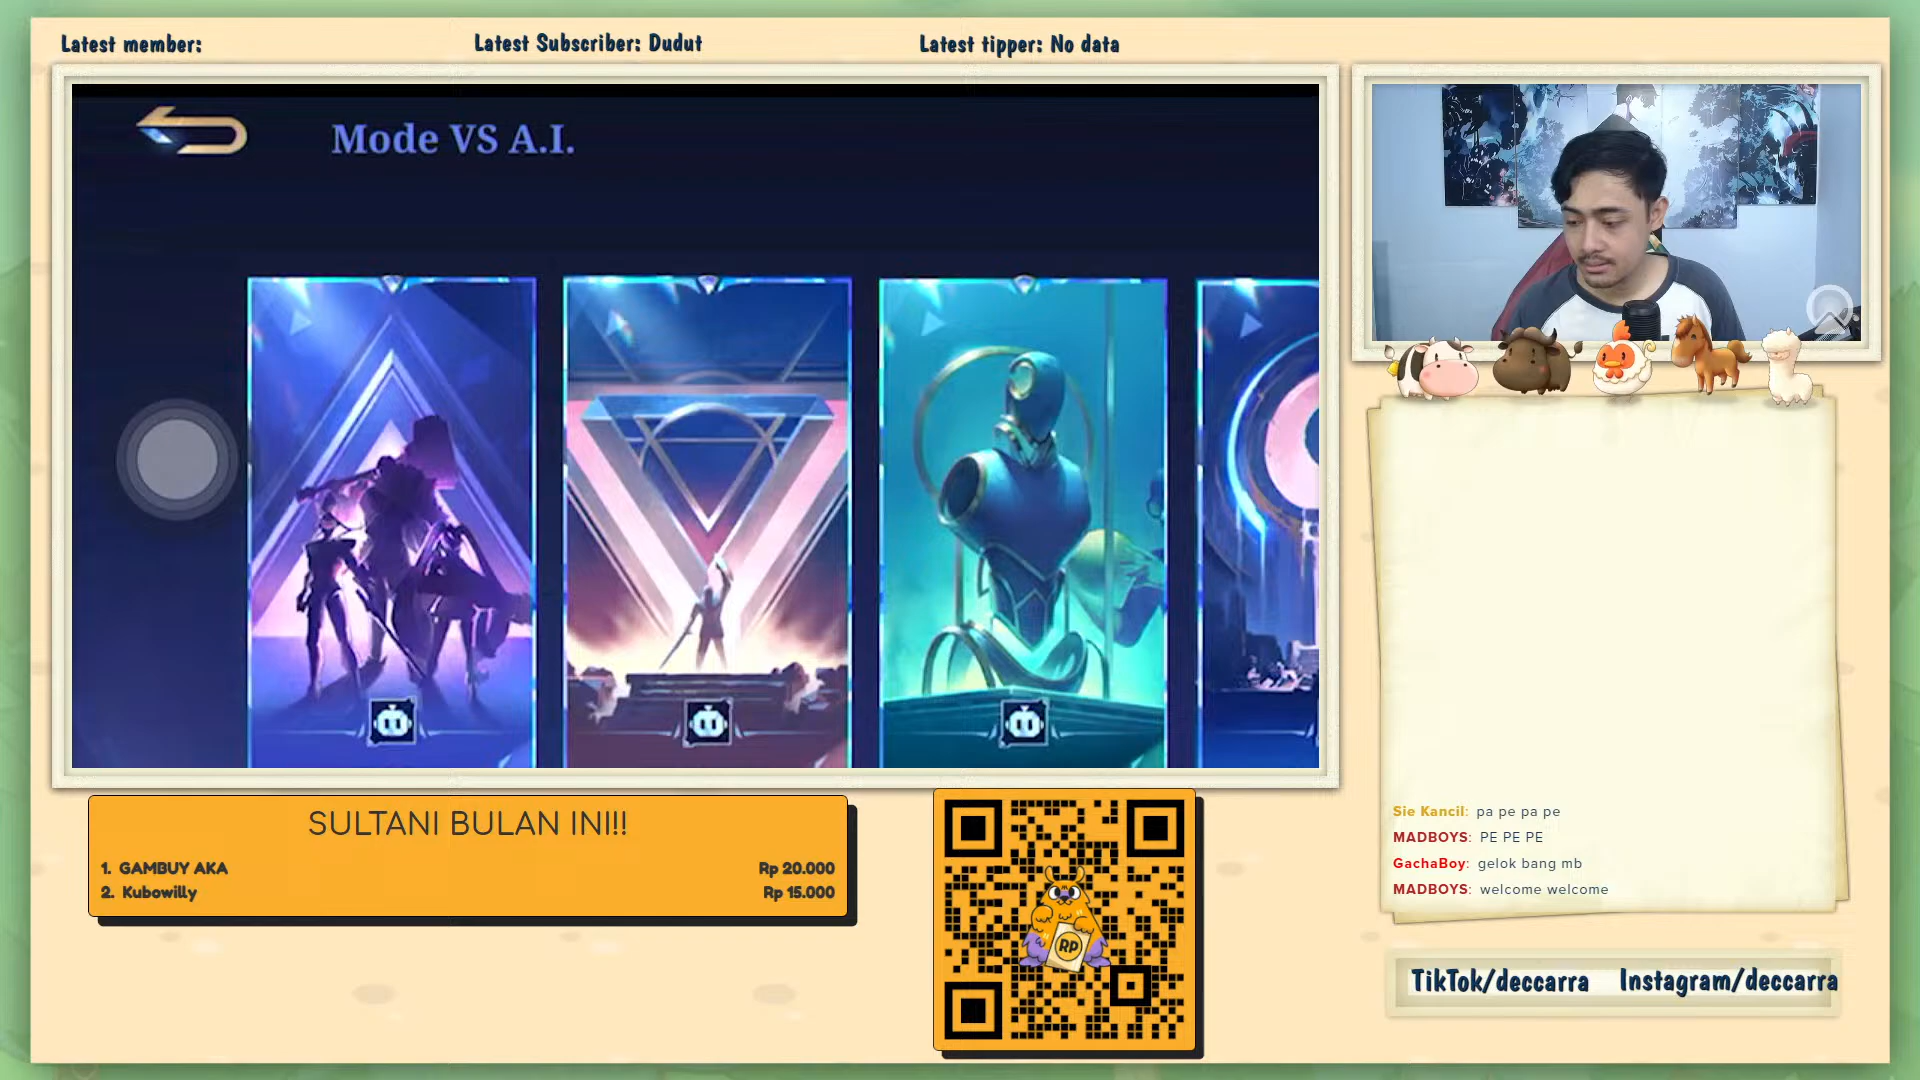 Latest member:
Latest Subscriber: Dudut
Latest tipper: No data
Mode VS A.I.
SULTANI BULAN INI!!
1. GAMBUY AKA Rp 20.000
2. Kubowilly Rp 15.000
RP
Sie Kancil: pa pe pa pe
MADBOYS: PE PE PE
GachaBoy: gelok bang mb
MADBOYS: welcome welcome
TikTok/deccarra Instagram/deccarra